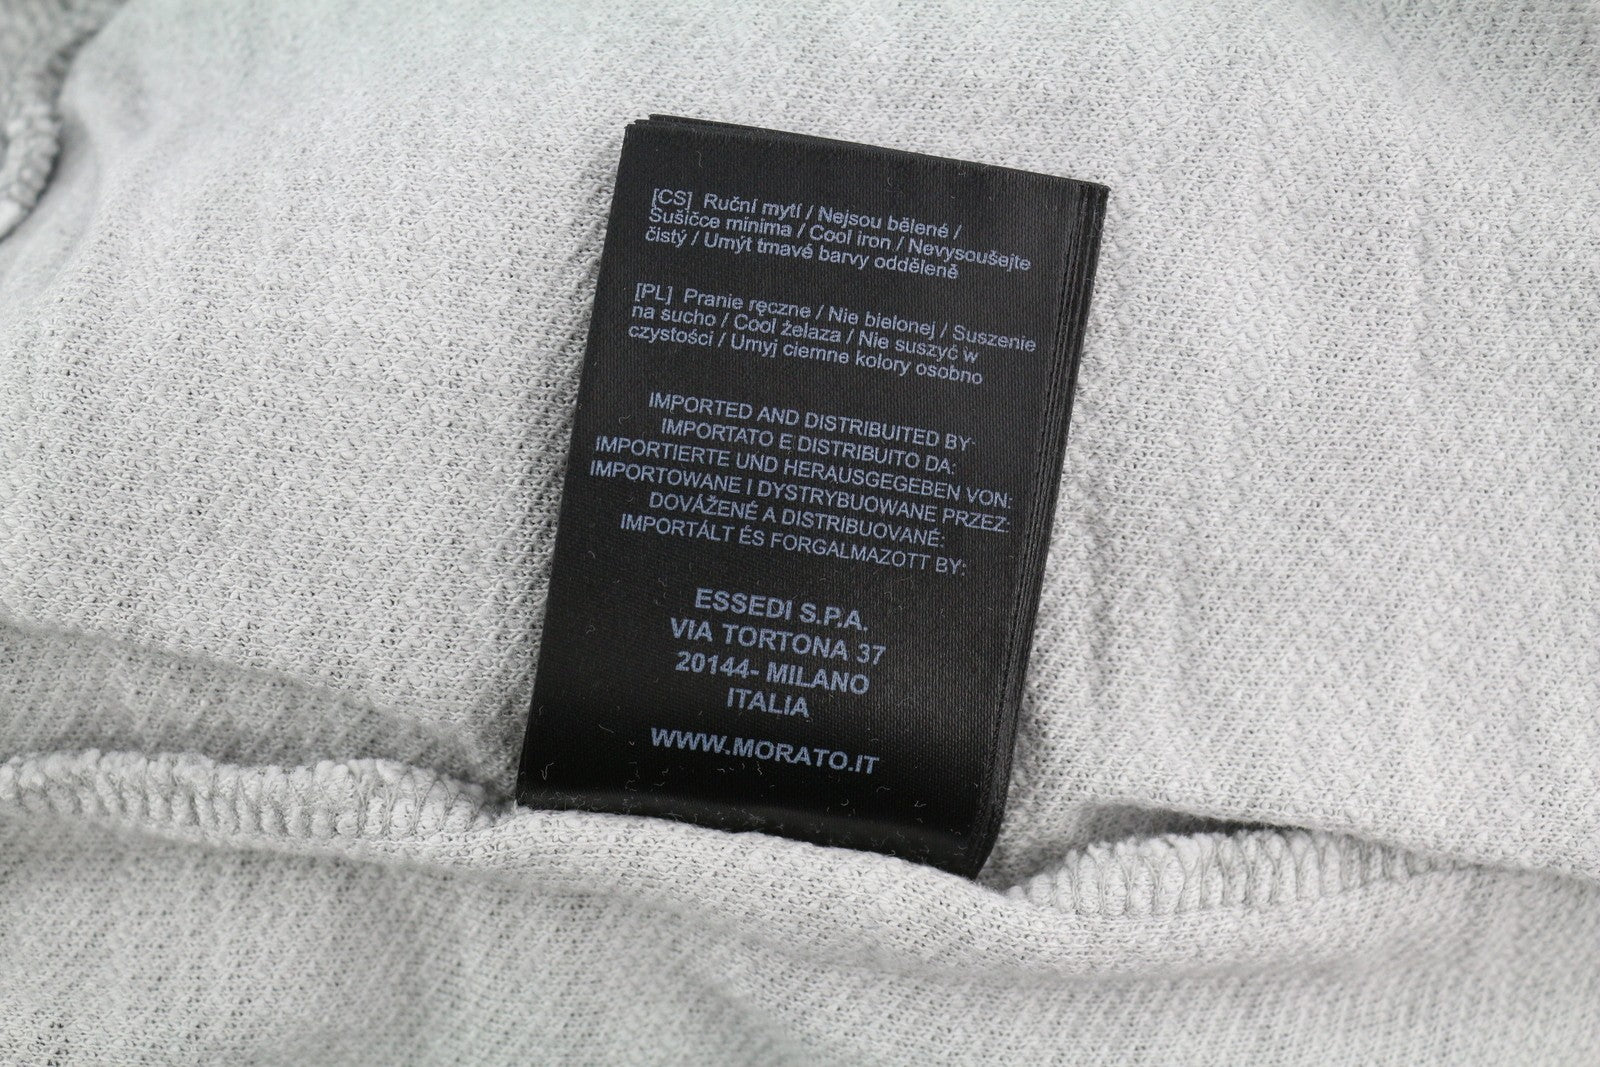 [CS] Ruční mytí / Nejsou bělené /
Sušičce minima / Cool iron / Nevysoušejte
čistý / Umýt tmavé barvy odděleně
[PL] Pranie ręczne / Nie bielonej / Suszenie
na sucho / Cool żelaza / Nie suszyć w
czystości / Umyj ciemne kolory osobno
IMPORTED AND DISTRIBUTED BY:
IMPORTATO E DISTRIBUITO DA:
IMPORTIERTE UND HERAUSGEGEBEN VON:
IMPORTOWANE I DYSTRYBUOWANE PRZEZ:
DOVÁŽENÉ A DISTRIBUOVANÉ:
IMPORTÁLT ÉS FORGALMAZOTT BY:
ESSEDI S.P.A.
VIA TORTONA 37
20144- MILANO
ITALIA
WWW.MORATO.IT